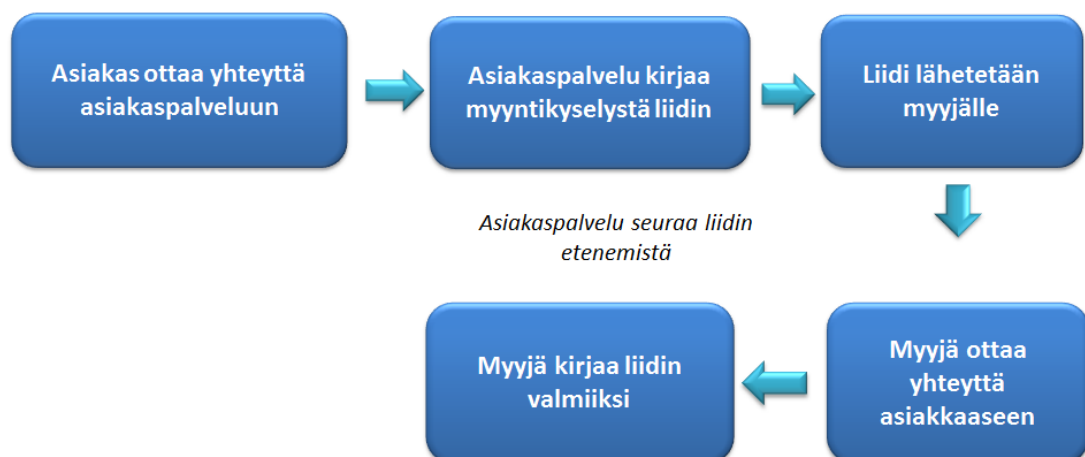 Asiakas ottaa yhteyttä
asiakaspalveluun
Asiakaspalvelu kirjaa
myyntikyselystä liidin
Liidi lähetetään
myyjälle
Asiakaspalvelu seuraa liidin
etenemistä
Myyjä ottaa
yhteyttä
asiakkaaseen
Myyjä kirjaa liidin
valmiiksi